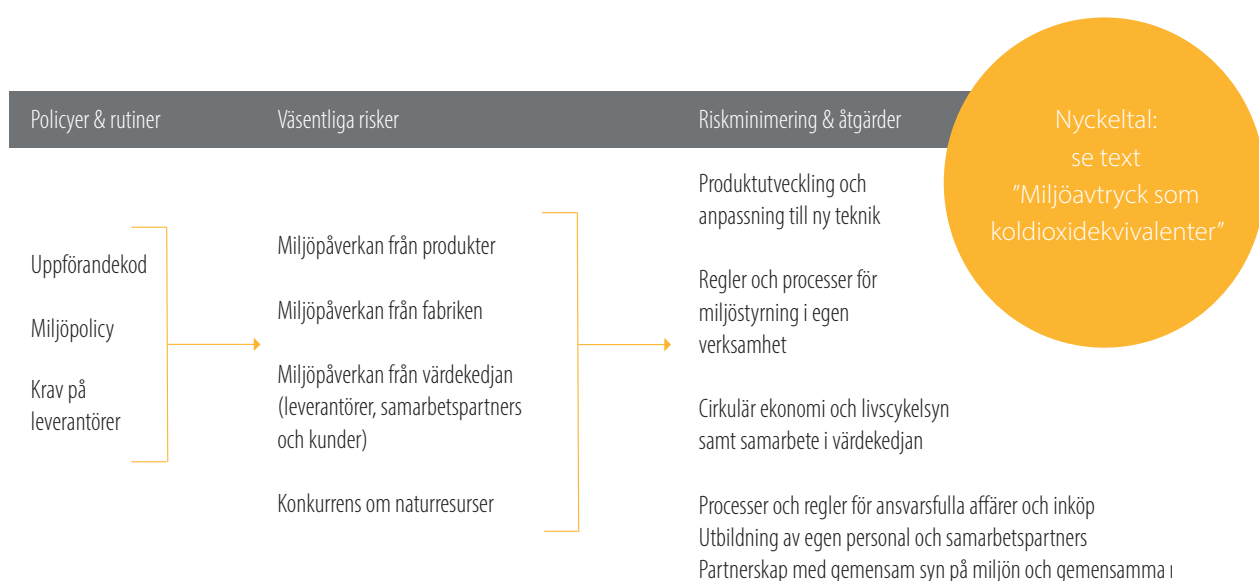 Policyer & rutiner
Väsentliga risker
Riskminimering & åtgärder
Nyckeltal:
se text
”Miljöavtryck som
koldioxidekvivalenter”
Uppförandekod
Miljöpolicy
Krav på
leverantörer
Miljöpåverkan från produkter
Miljöpåverkan från fabriken
Miljöpåverkan från värdekedjan
(leverantörer, samarbetspartners
och kunder)
Konkurrens om naturresurser
Produktutveckling och
anpassning till ny teknik
Regler och processer för
miljöstyrning i egen
verksamhet
Cirkulär ekonomi och livscykelsyn
samt samarbete i värdekedjan
Processer och regler för ansvarsfulla affärer och inköp
Utbildning av egen personal och samarbetspartners
Partnerskap med gemensam syn på miljön och gemensamma